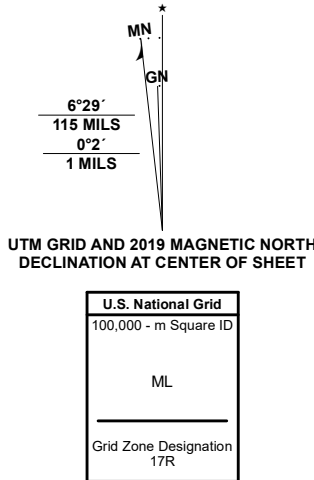 ★
MN
GN
6°29´
115 MILS
0°2´
1 MILS
UTM GRID AND 2019 MAGNETIC NORTH
DECLINATION AT CENTER OF SHEET
U.S. National Grid
100,000 - m Square ID
ML
Grid Zone Designation
17R